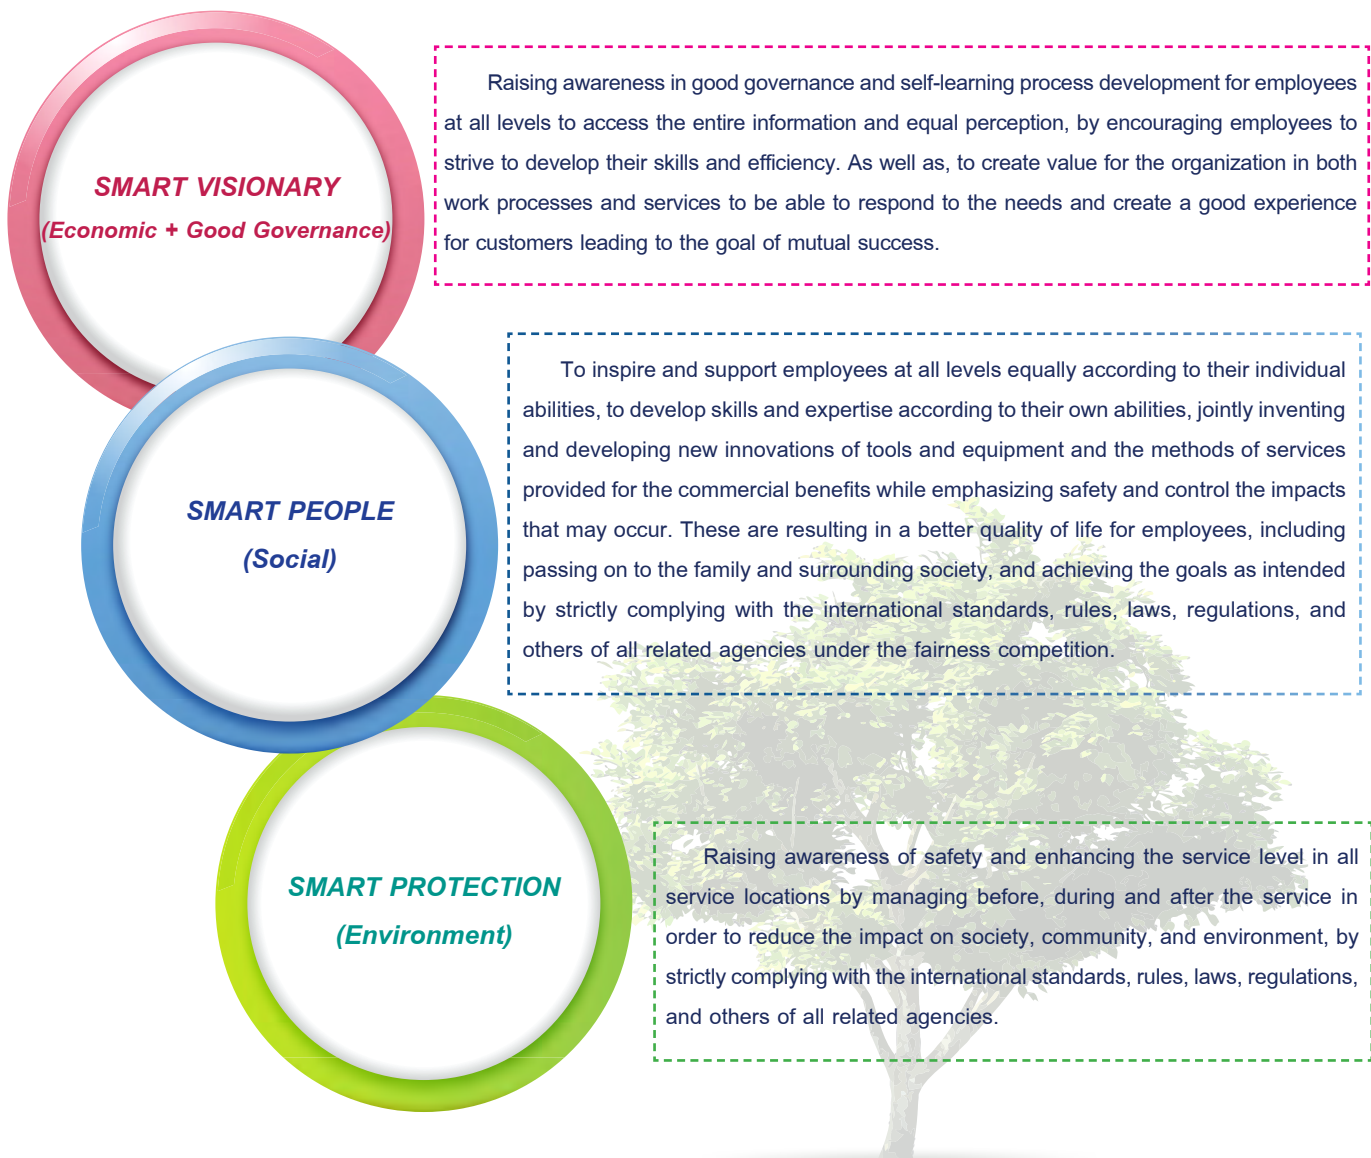 SMART VISIONARY
(Economic + Good Governance)
Raising awareness in good governance and self-learning process development for employees
at all levels to access the entire information and equal perception, by encouraging employees to
strive to develop their skills and efficiency. As well as, to create value for the organization in both
work processes and services to be able to respond to the needs and create a good experience
for customers leading to the goal of mutual success.
SMART PEOPLE
(Social)
To inspire and support employees at all levels equally according to their individual
abilities, to develop skills and expertise according to their own abilities, jointly inventing
and developing new innovations of tools and equipment and the methods of services
provided for the commercial benefits while emphasizing safety and control the impacts
that may occur. These are resulting in a better quality of life for employees, including
passing on to the family and surrounding society, and achieving the goals as intended
by strictly complying with the international standards, rules, laws, regulations, and
others of all related agencies under the fairness competition.
SMART PROTECTION
(Environment)
Raising awareness of safety and enhancing the service level in all
service locations by managing before, during and after the service in
order to reduce the impact on society, community, and environment, by
strictly complying with the international standards, rules, laws, regulations,
and others of all related agencies.